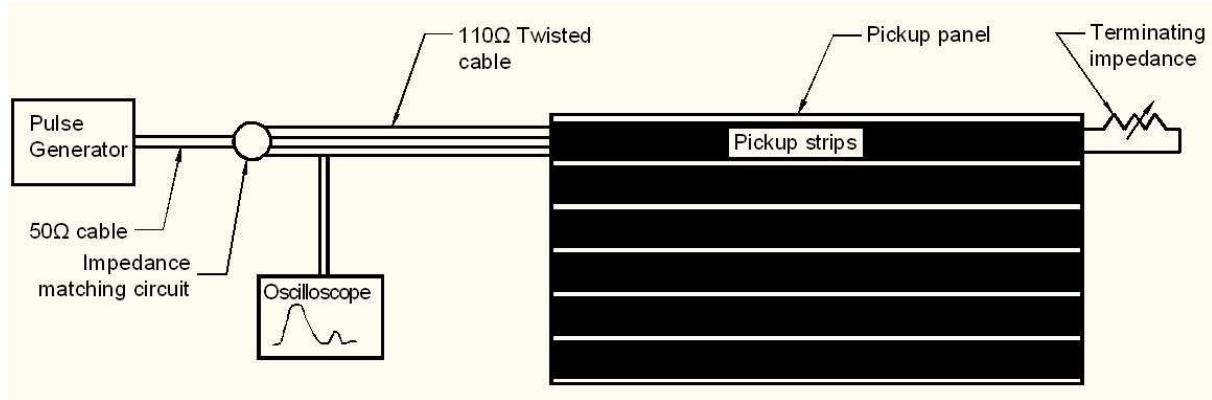 110Ω Twisted
cable
Pickup panel
Terminating
impedance
Pulse
Generator
Pickup strips
50Ω cable
Impedance
matching circuit
Oscilloscope